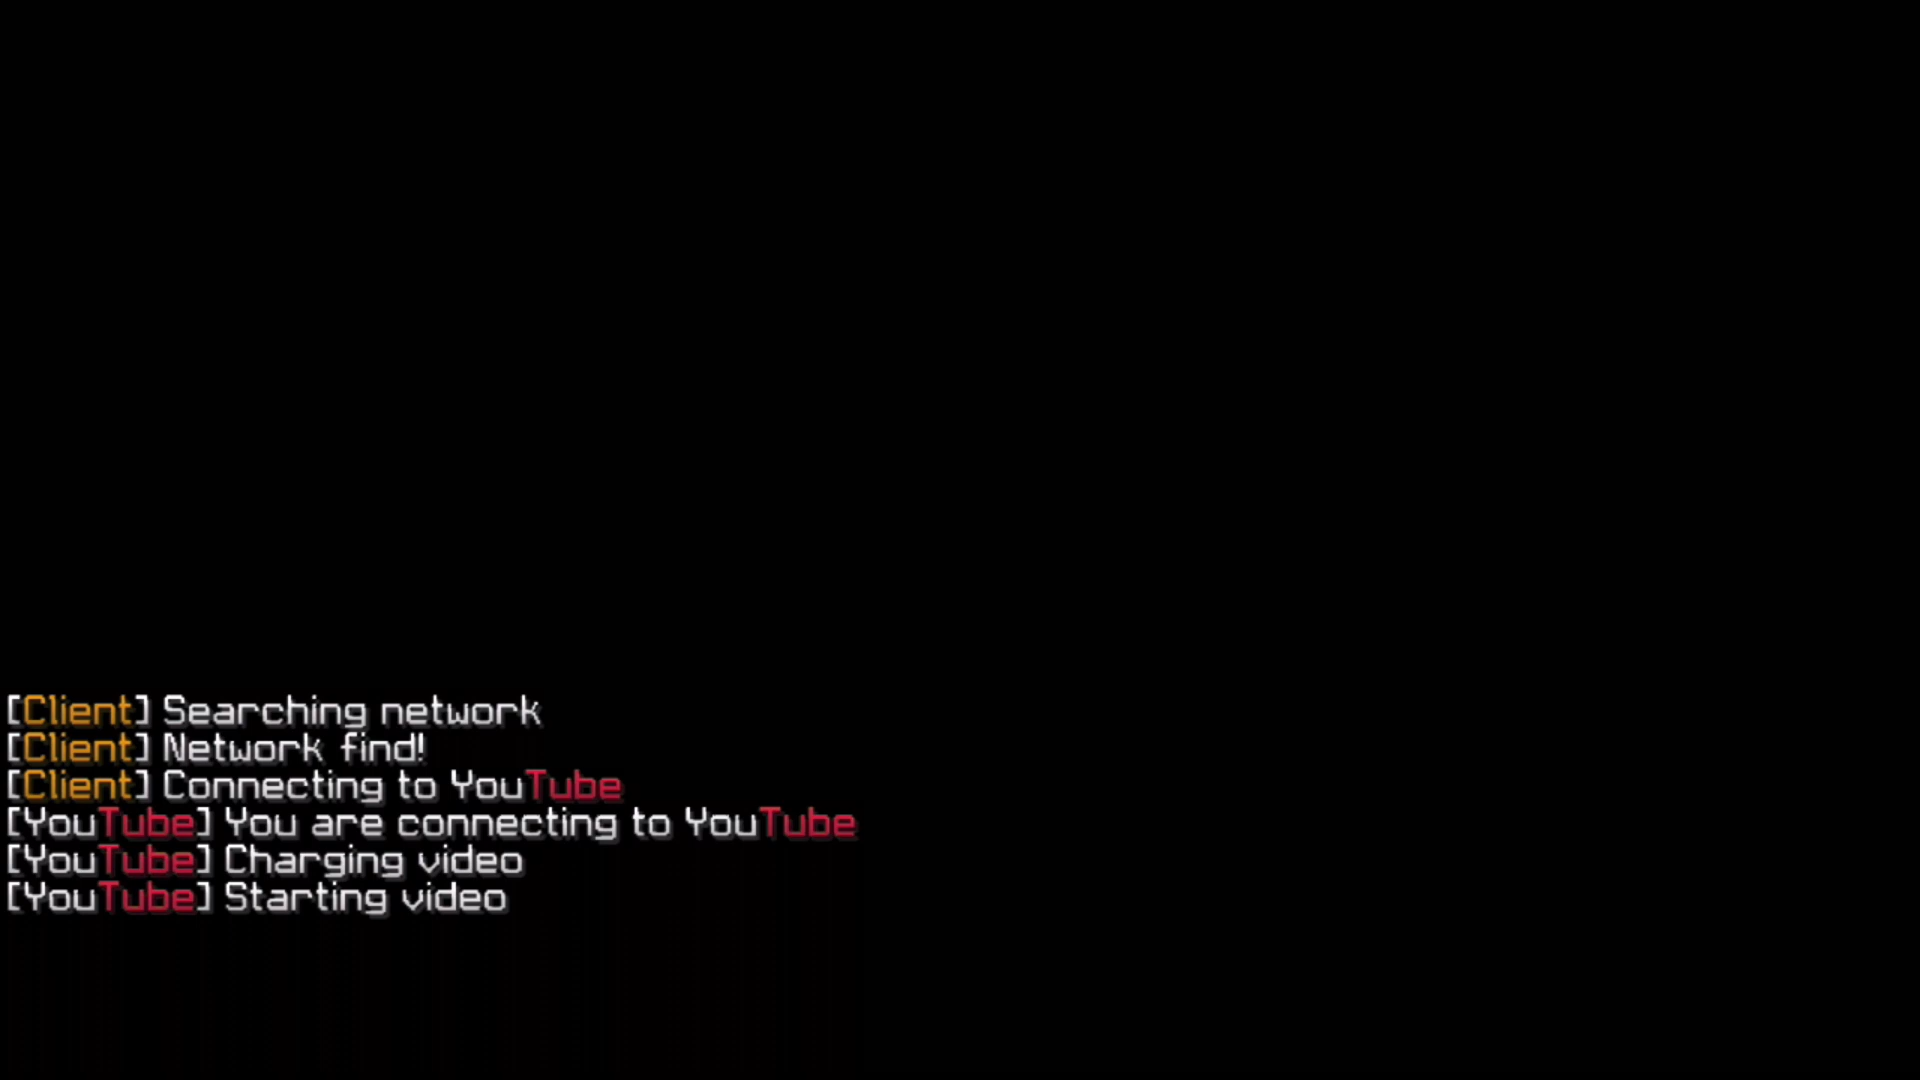 [Client] Searching network
[Client] Network find!
[Client] Connecting to YouTube
[YouTube] You are connecting to YouTube
[YouTube] Charging video
[YouTube] Starting video